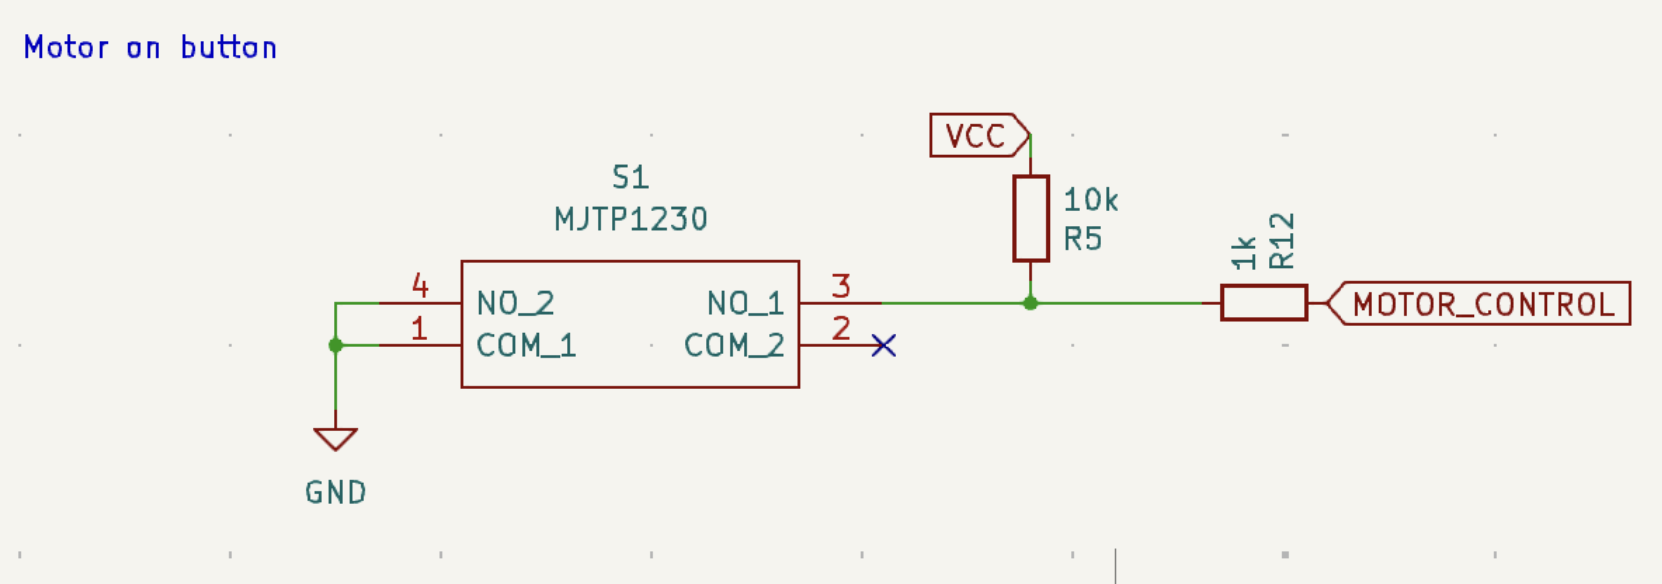 Motor on button
VCC
S1
MJTP1230
10k
R5
1k
R12
4
NO_2
NO_1
3
MOTOR_CONTROL
1
COM_1
COM_2
2
GND